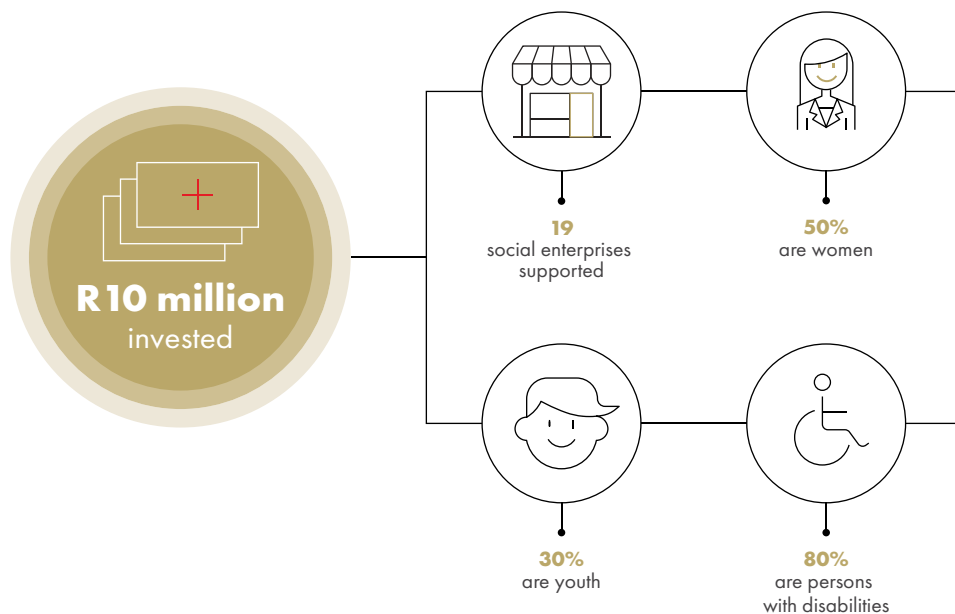 R10 million
invested
19
social enterprises
supported
50%
are women
30%
are youth
80%
are persons
with disabilities